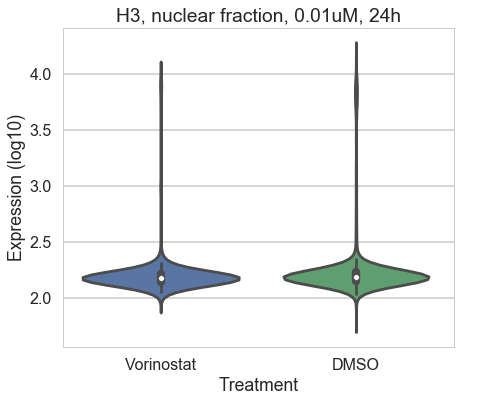 H3, nuclear fraction, 0.01uM, 24h
Expression (log10)
4.0
3.5
3.0
2.5
2.0
Vorinostat DMSO
Treatment